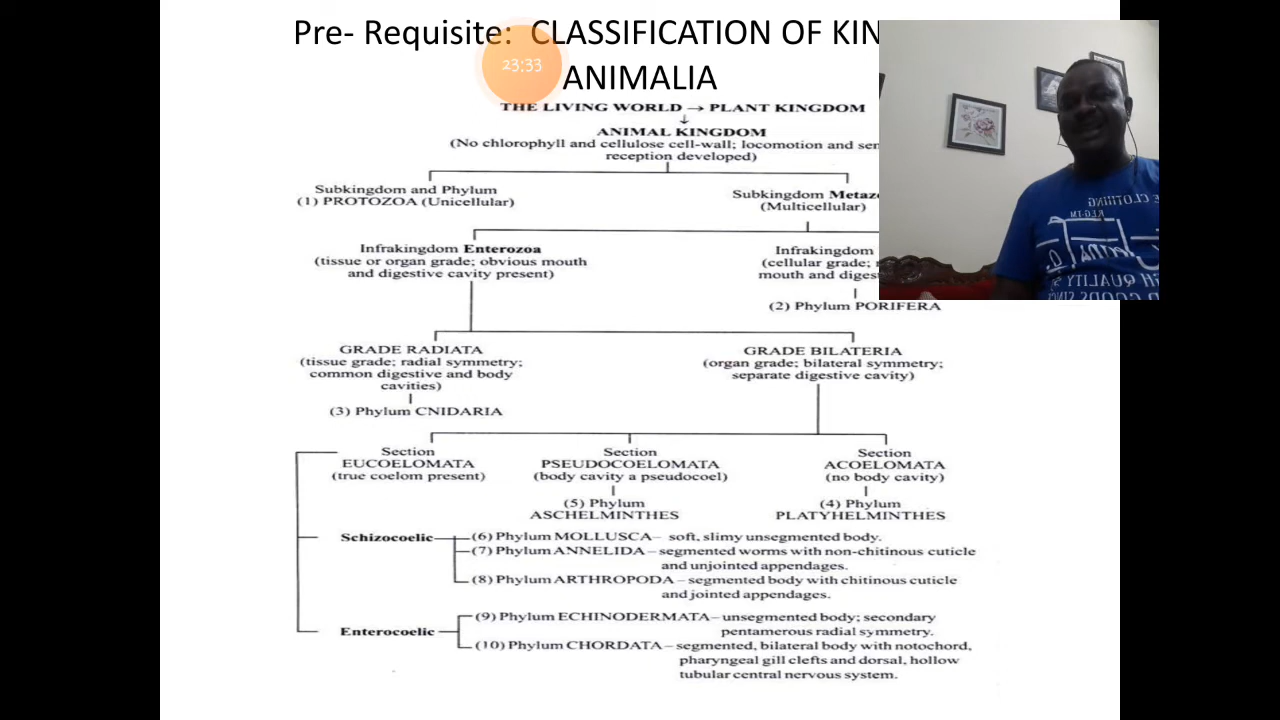 Pre- Requisite: CLASSIFICATION OF KIN
23:33
ANIMALIA
THE LIVING WORLD → PLANT KINGDOM
↓
ANIMAL KINGDOM
(No chlorophyll and cellulose cell-wall; locomotion and sen
reception developed)
Subkingdom and Phylum
(1) PROTOZOA (Unicellular)
Subkingdom Metazo
(Multicellular)
Infrakingdom Enterozoa
(tissue or organ grade; obvious mouth
and digestive cavity present)
Infrakingdom
(cellular grade;
mouth and diges
(2) Phylum PORIFERA
GRADE RADIATA
(tissue grade; radial symmetry;
common digestive and body
cavities)
(3) Phylum CNIDARIA
GRADE BILATERIA
(organ grade; bilateral symmetry;
separate digestive cavity)
Section
EUCOELOMATA
(true coelom present)
Section
PSEUDOCOELOMATA
(body cavity a pseudocoel)
(5) Phylum
ASCHELMINTHES
Section
ACOELOMATA
(no body cavity)
(4) Phylum
PLATYHELMINTHES
Schizocoelic
(6) Phylum MOLLUSCA– soft, slimy unsegmented body.
(7) Phylum ANNELIDA – segmented worms with non-chitinous cuticle
and unjointed appendages.
(8) Phylum ARTHROPODA – segmented body with chitinous cuticle
and jointed appendages.
Enterocoelic
(9) Phylum ECHINODERMATA– unsegmented body; secondary
pentamerous radial symmetry.
(10) Phylum CHORDATA – segmented, bilateral body with notochord,
pharyngeal gill clefts and dorsal, hollow
tubular central nervous system.
CLOTHING
QUALITY